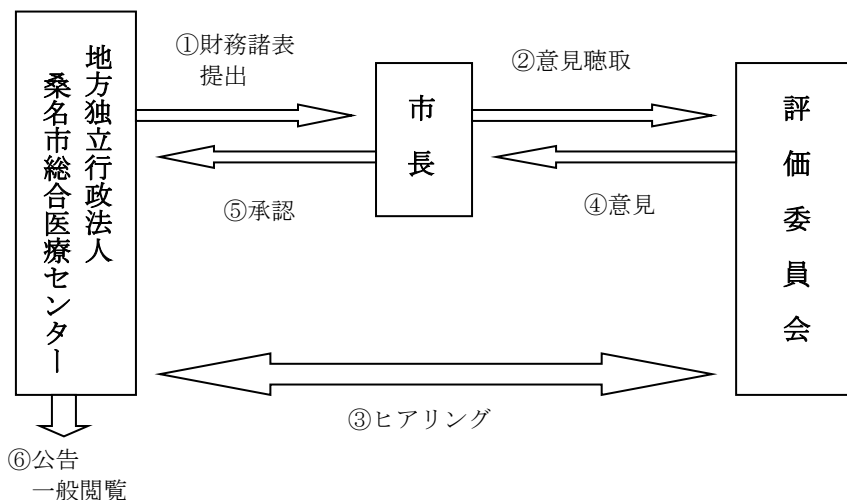 地方独立行政法人
桑名市総合医療センター
①財務諸表
提出
市長
②意見聴取
評価委員会
⑤承認
④意見
③ヒアリング
⑥公告
一般閲覧